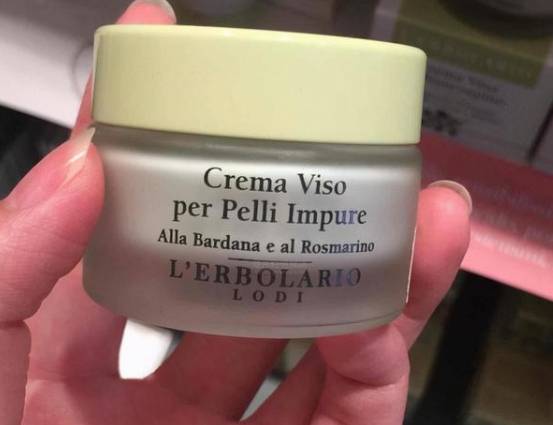 Crema Viso
per Pelli Impure
Alla Bardana e al Rosmarino
L'ERBOLARIO
LODI